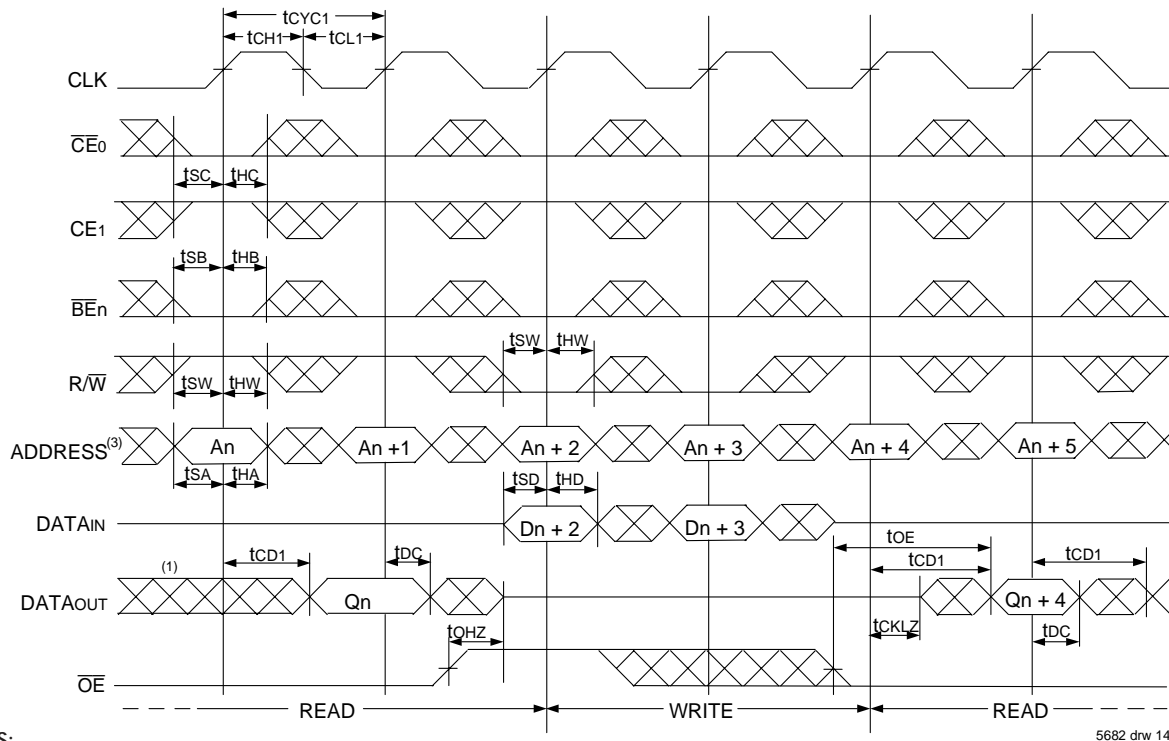 tCYC1
tCH1 tCL1
CLK
CE0
tSC tHC
CE1
tSB tHB
BEn
tSW tHW
R/W
tSW tHW
ADDRESS(3) An An +1 An + 2 An + 3 An + 4 An + 5
tSA tHA
tSD tHD
DATAIN Dn + 2 Dn + 3
tOE
(1) tCD1 tDC tCD1 tCD1
DATAOUT Qn Qn + 4
tOHZ tCKLZ tDC
OE
READ WRITE READ
5682 drw 14
S: